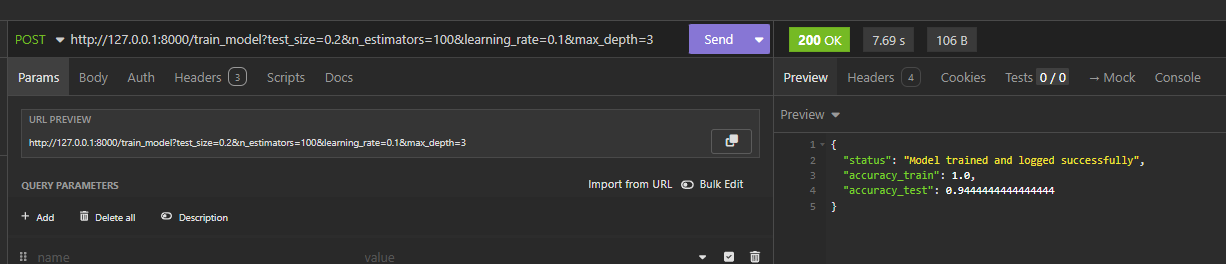 POST http://127.0.0.1:8000/train_model?test_size=0.2&n_estimators=100&learning_rate=0.1&max_depth=3 Send 200 OK 7.69 s 106 B
Params Body Auth Headers 3 Scripts Docs
Preview Headers 4 Cookies Tests 0 / 0 → Mock Console
URL PREVIEW
http://127.0.0.1:8000/train_model?test_size=0.2&n_estimators=100&learning_rate=0.1&max_depth=3
QUERY PARAMETERS Import from URL Bulk Edit
+ Add Delete all Description
name value
Preview
1 {
2 "status": "Model trained and logged successfully",
3 "accuracy_train": 1.0,
4 "accuracy_test": 0.9444444444444444
5 }